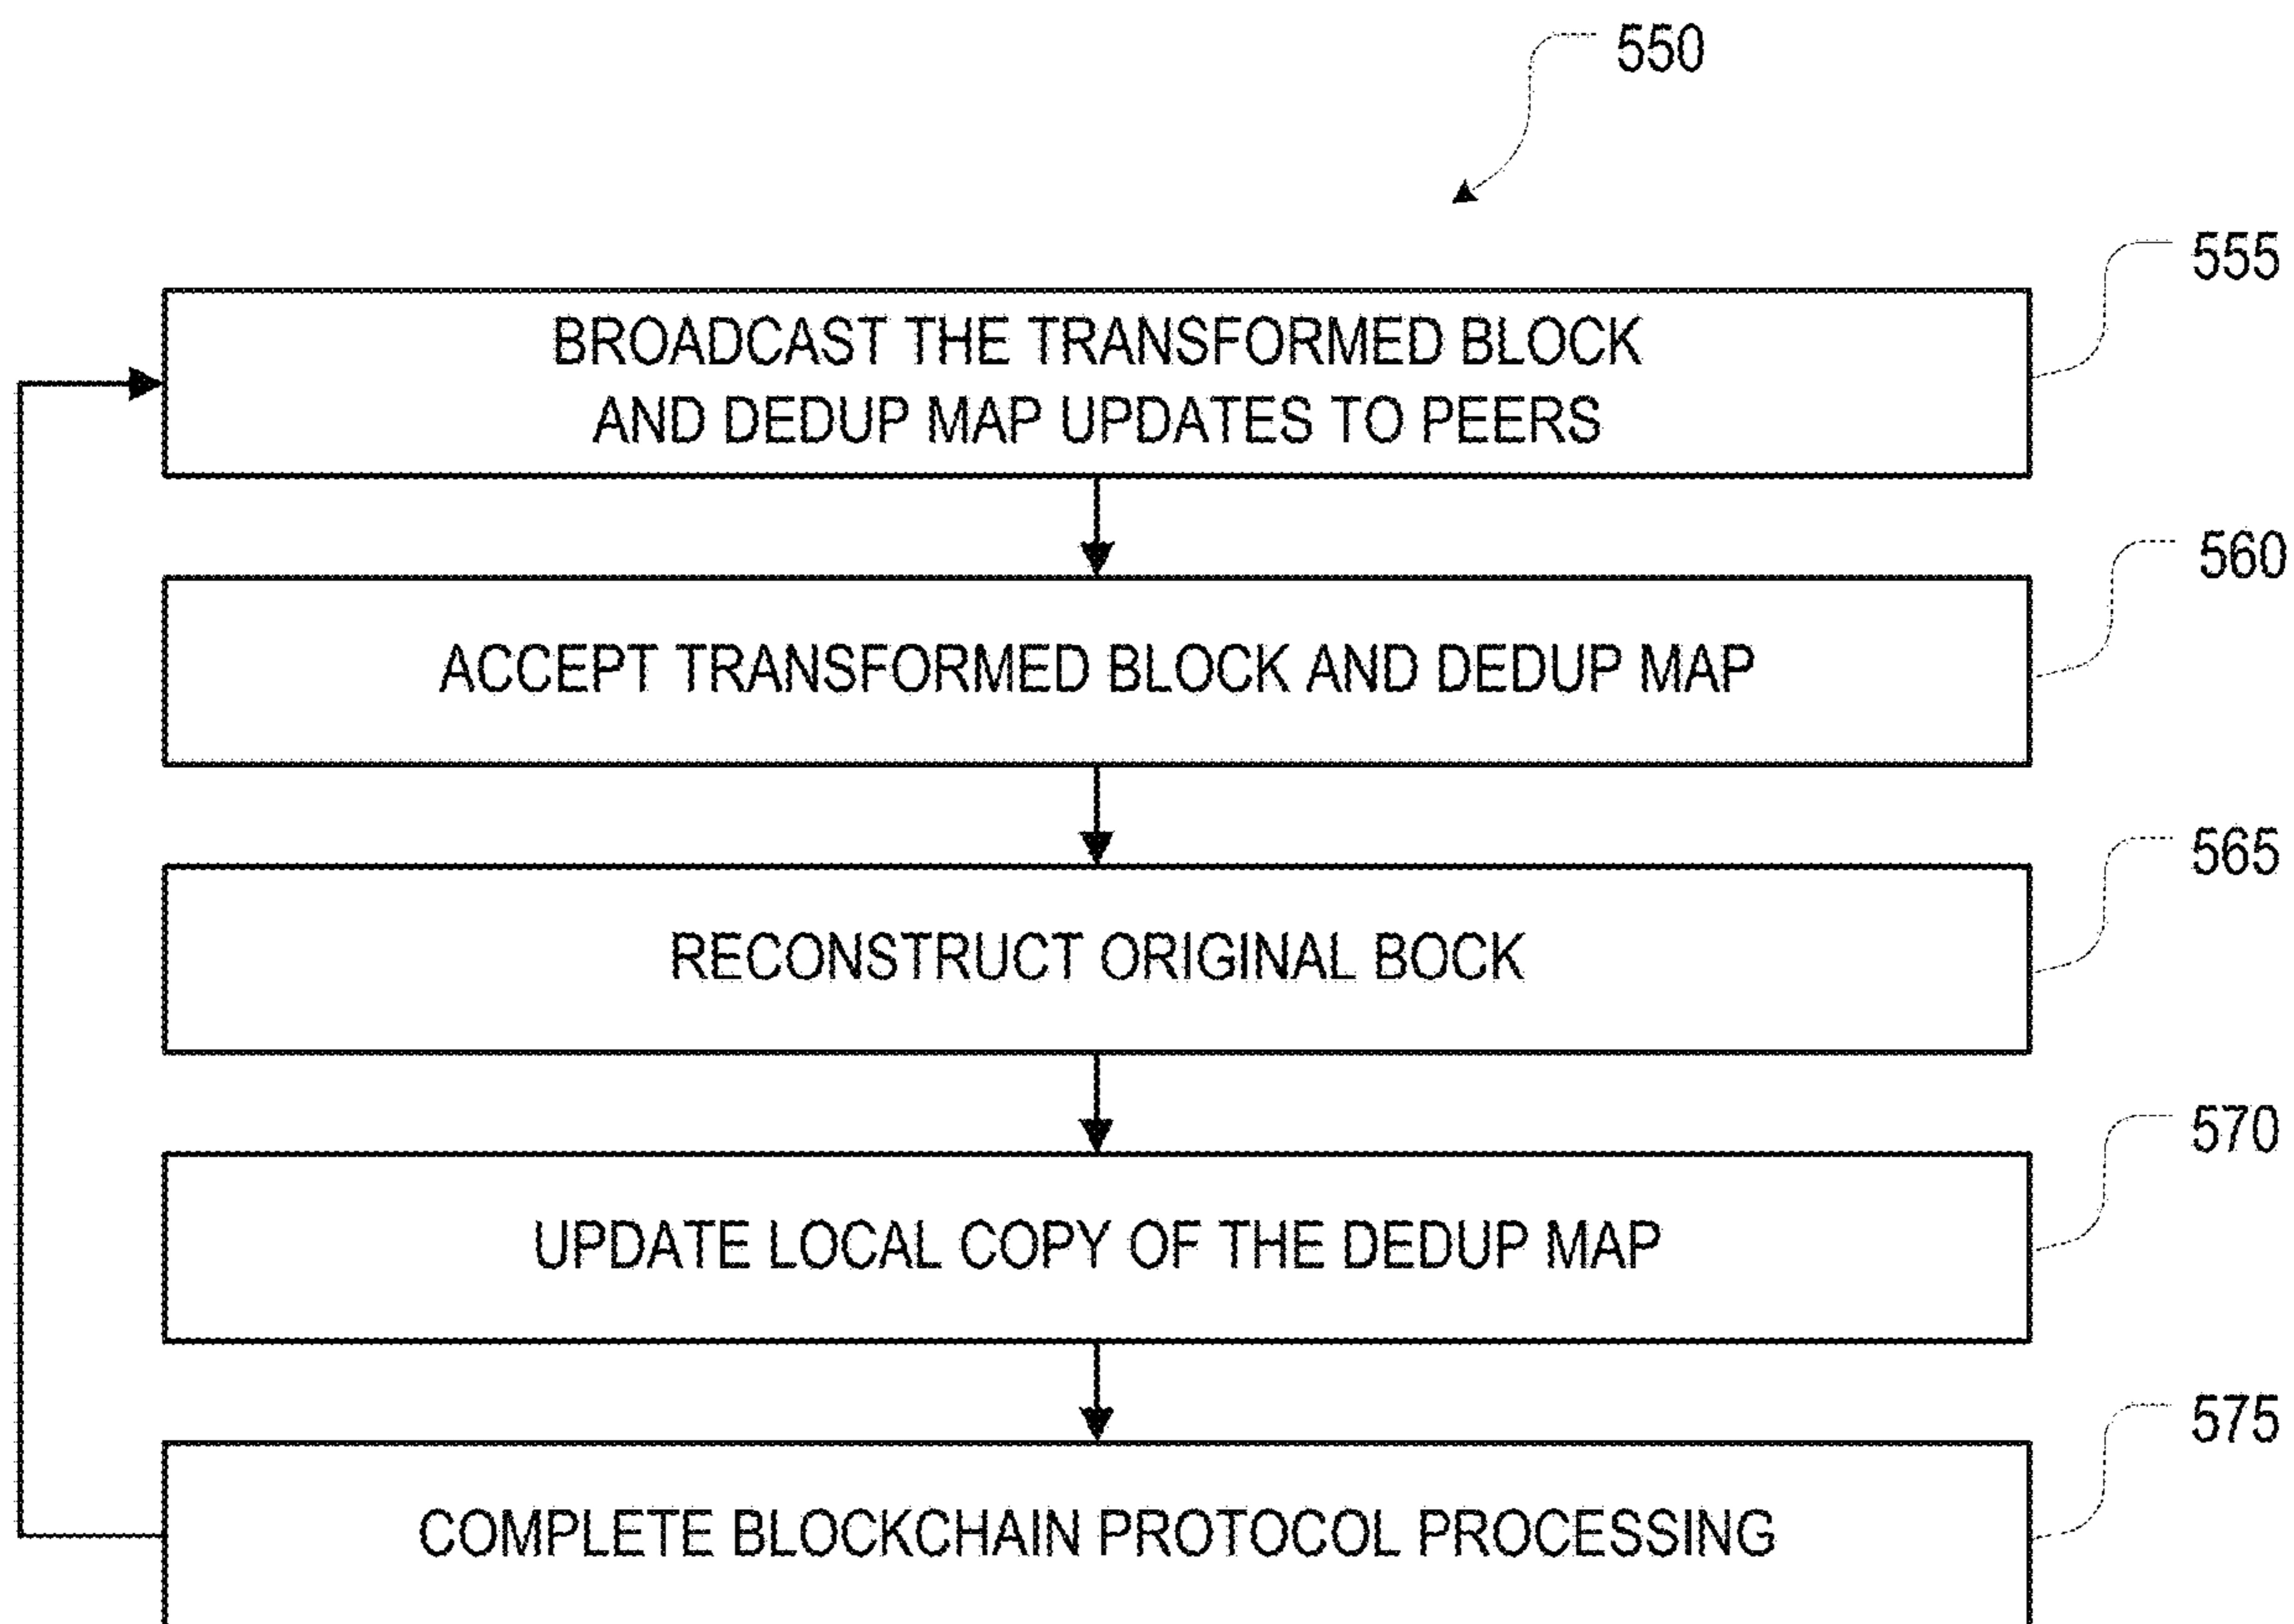 550
555
BROADCAST THE TRANSFORMED BLOCK
AND DEDUP MAP UPDATES TO PEERS
560
ACCEPT TRANSFORMED BLOCK AND DEDUP MAP
565
RECONSTRUCT ORIGINAL BOCK
570
UPDATE LOCAL COPY OF THE DEDUP MAP
575
COMPLETE BLOCKCHAIN PROTOCOL PROCESSING